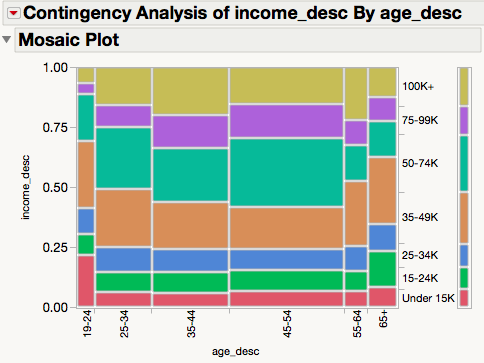 Contingency Analysis of income_desc By age_desc
Mosaic Plot
1.00
0.75
0.50
0.25
0.00
income_desc
100K+
75-99K
50-74K
35-49K
25-34K
15-24K
Under 15K
19-24
25-34
35-44
45-54
55-64
65+
age_desc